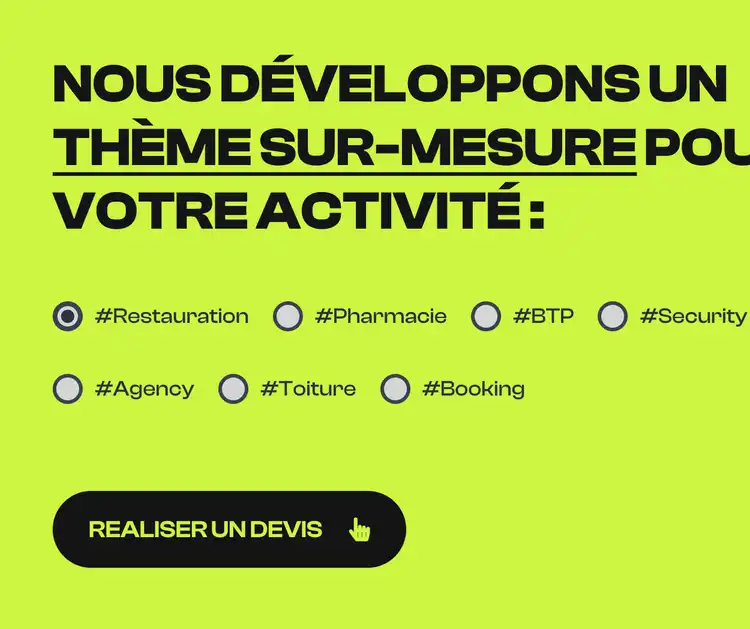 NOUS DÉVELOPPONS UN
THÈME SUR-MESURE POU
VOTRE ACTIVITÉ :
#Restauration #Pharmacie #BTP #Security
#Agency #Toiture #Booking
REALISER UN DEVIS